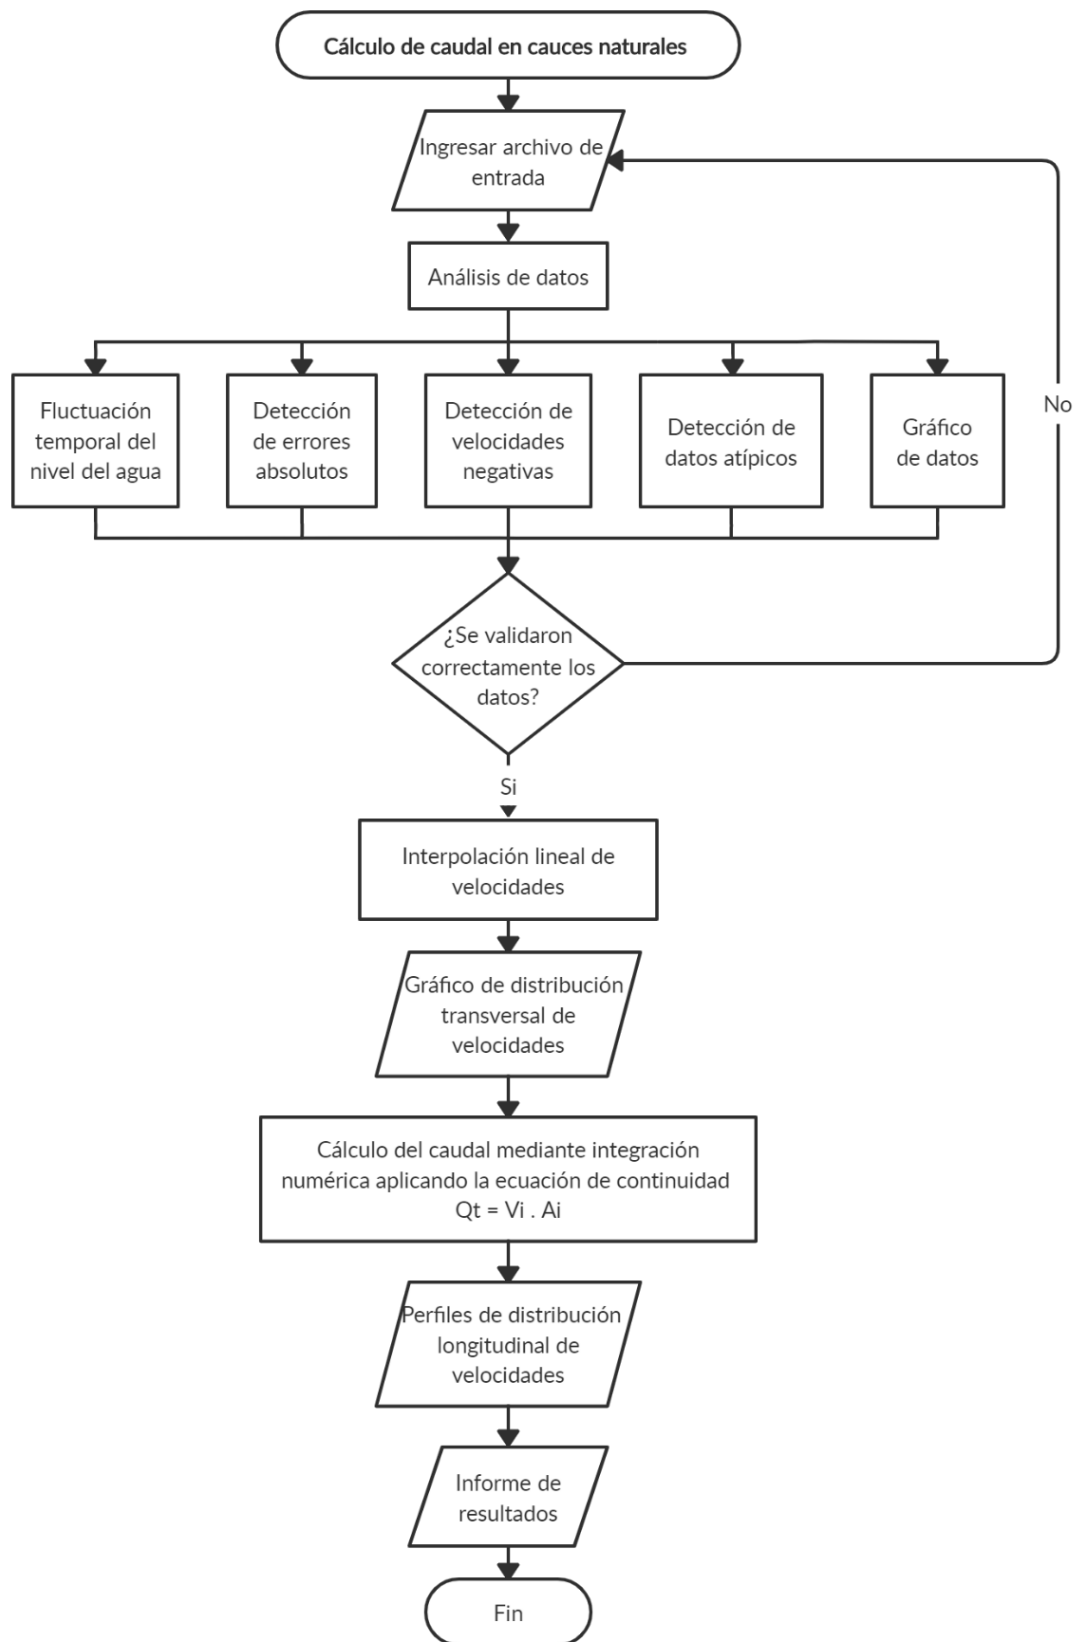 Cálculo de caudal en cauces naturales
Ingresar archivo de
entrada
Análisis de datos
Fluctuación
temporal del
nivel del agua
Detección
de errores
absolutos
Detección de
velocidades
negativas
Detección de
datos atípicos
Gráfico
de datos
No
¿Se validaron
correctamente los
datos?
Si
Interpolación lineal de
velocidades
Gráfico de distribución
transversal de
velocidades
Cálculo del caudal mediante integración
numérica aplicando la ecuación de continuidad
Qt = Vi . Ai
Perfiles de distribución
longitudinal de
velocidades
Informe de
resultados
Fin